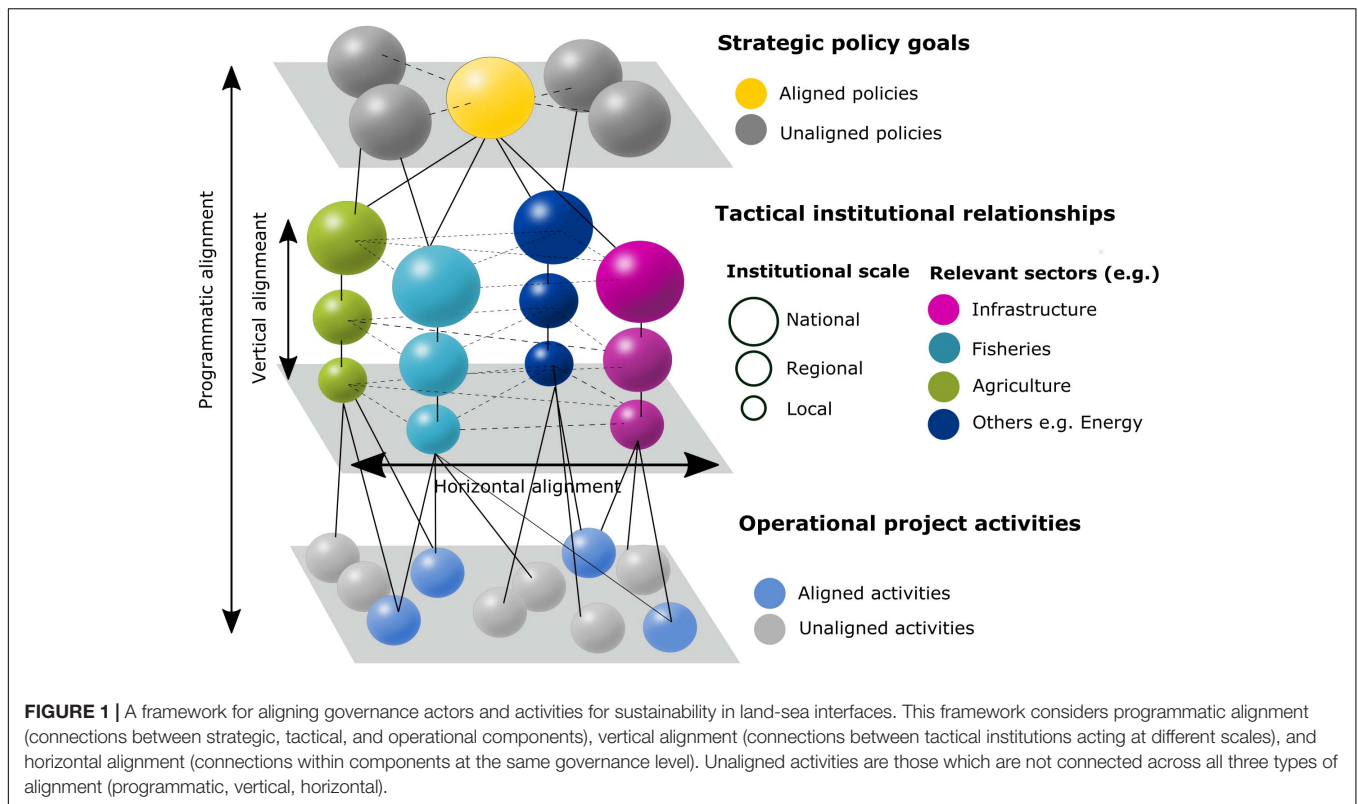 Strategic policy goals
Aligned policies
Unaligned policies
Programmatic alignment
Vertical alignmeant
Tactical institutional relationships
Institutional scale
National
Regional
Local
Relevant sectors (e.g.)
Infrastructure
Fisheries
Agriculture
Others e.g. Energy
Horizontal alignment
Operational project activities
Aligned activities
Unaligned activities
FIGURE 1 | A framework for aligning governance actors and activities for sustainability in land-sea interfaces. This framework considers programmatic alignment
(connections between strategic, tactical, and operational components), vertical alignment (connections between tactical institutions acting at different scales), and
horizontal alignment (connections within components at the same governance level). Unaligned activities are those which are not connected across all three types of
alignment (programmatic, vertical, horizontal).